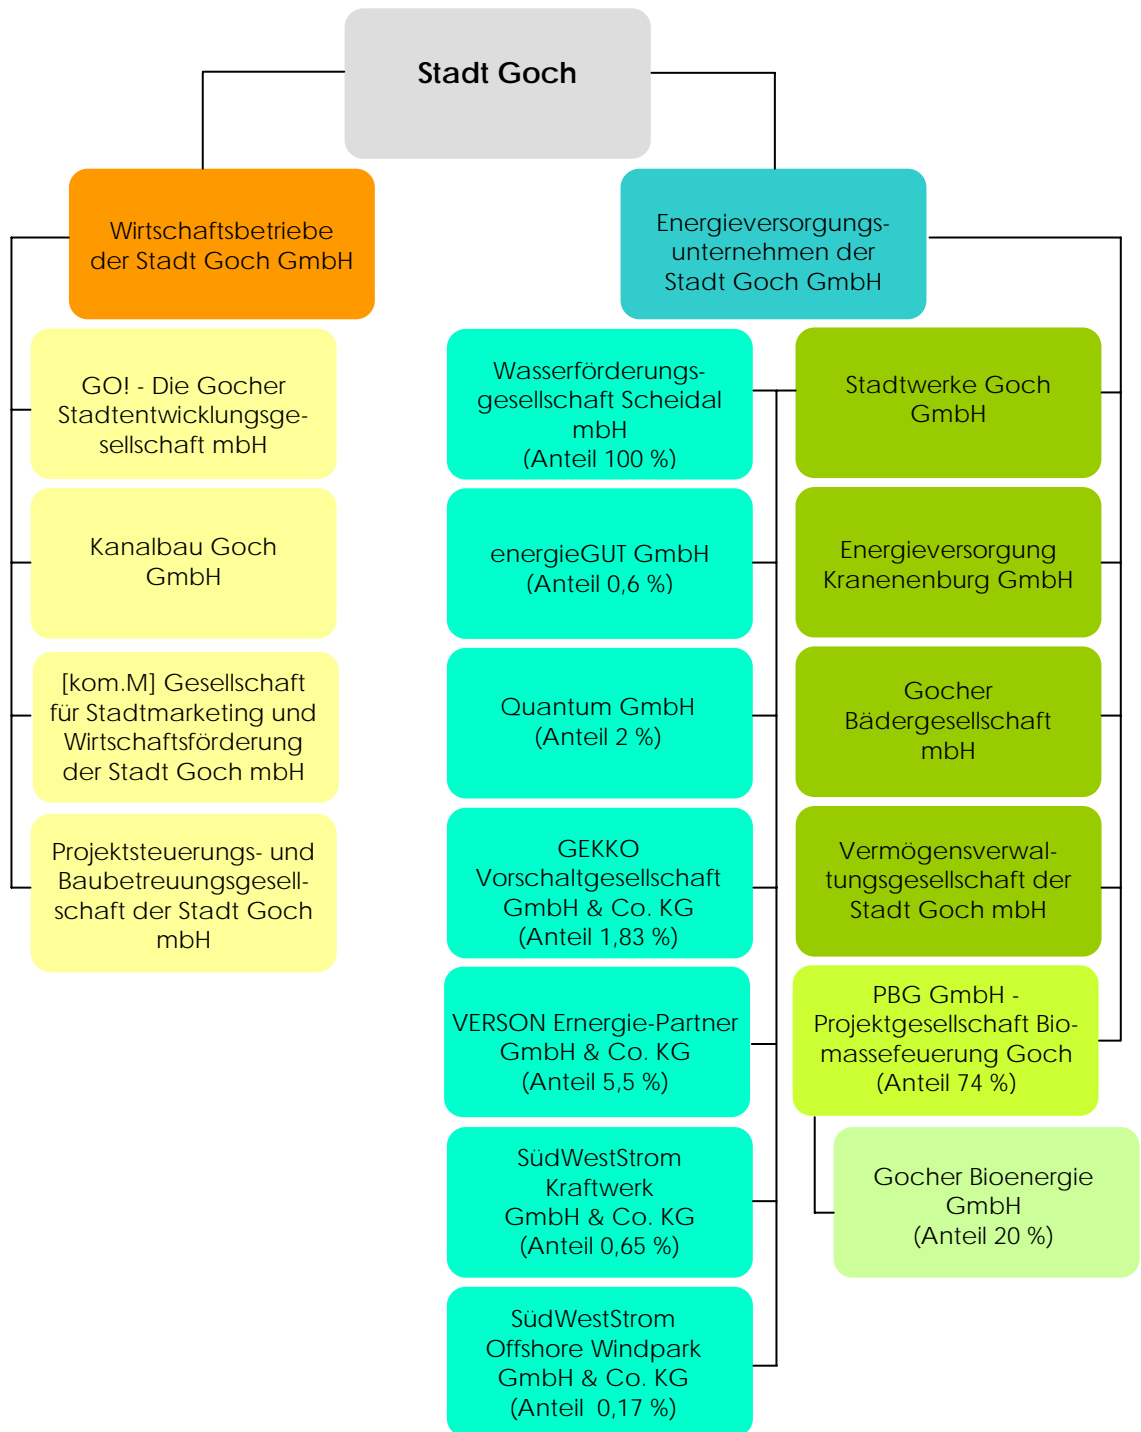 Stadt Goch
Wirtschaftsbetriebe
der Stadt Goch GmbH
Energieversorgungs-
unternehmen der
Stadt Goch GmbH
GO! - Die Gocher
Stadtentwicklungsge-
sellschaft mbH
Kanalbau Goch
GmbH
[kom.M] Gesellschaft
für Stadtmarketing und
Wirtschaftsförderung
der Stadt Goch mbH
Projektsteuerungs- und
Baubetreuungsgesell-
schaft der Stadt Goch
mbH
Wasserförderungs-
gesellschaft Scheidal
mbH
(Anteil 100 %)
energieGUT GmbH
(Anteil 0,6 %)
Quantum GmbH
(Anteil 2 %)
GEKKO
Vorschaltgesellschaft
GmbH & Co. KG
(Anteil 1,83 %)
VERSON Ernergie-Partner
GmbH & Co. KG
(Anteil 5,5 %)
SüdWestStrom
Kraftwerk
GmbH & Co. KG
(Anteil 0,65 %)
SüdWestStrom
Offshore Windpark
GmbH & Co. KG
(Anteil 0,17 %)
Stadtwerke Goch
GmbH
Energieversorgung
Kranenenburg GmbH
Gocher
Bädergesellschaft
mbH
Vermögensverwal-
tungsgesellschaft der
Stadt Goch mbH
PBG GmbH -
Projektgesellschaft Bio-
massefeuerung Goch
(Anteil 74 %)
Gocher Bioenergie
GmbH
(Anteil 20 %)